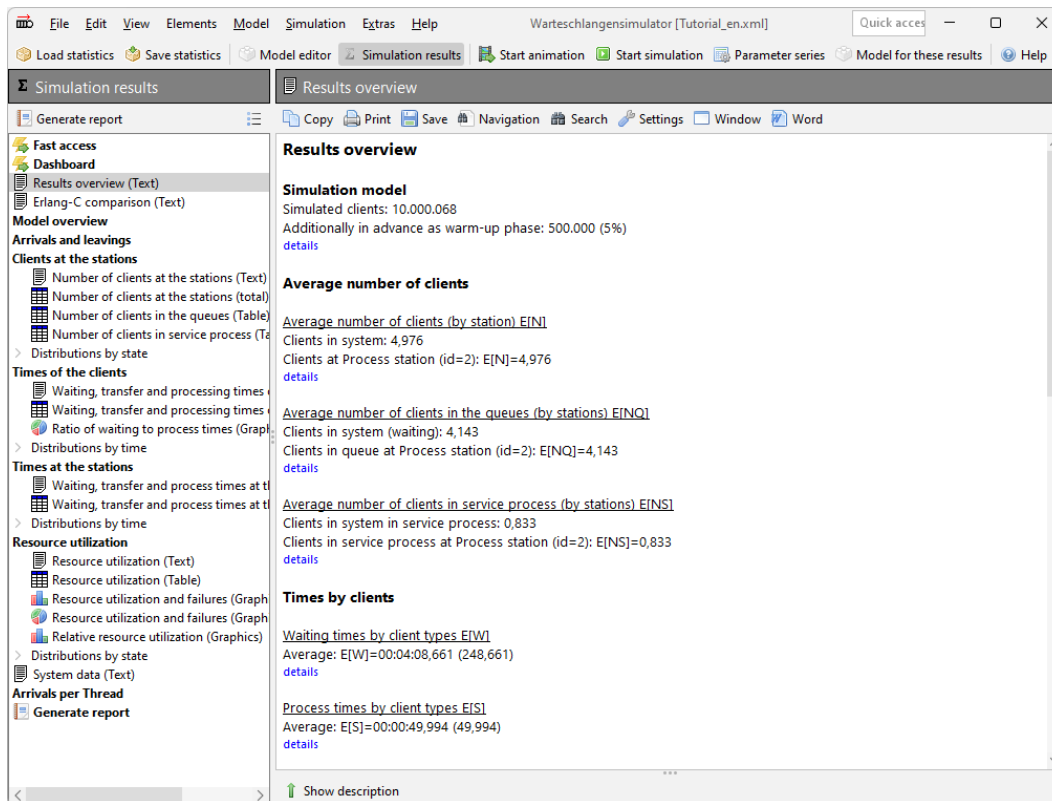 File Edit View Elements Model Simulation Extras Help Warteschlangensimulator [Tutorial_en.xml] Quick acces
Load statistics Save statistics Model editor Simulation results Start animation Start simulation Parameter series Model for these results Help
Simulation results
Results overview
Generate report
Copy Print Save Navigation Search Settings Window Word
Fast access
Dashboard
Results overview (Text)
Erlang-C comparison (Text)
Model overview
Arrivals and leavings
Clients at the stations
Number of clients at the stations (Text)
Number of clients at the stations (total)
Number of clients in the queues (Table)
Number of clients in service process (Ta
Distributions by state
Times of the clients
Waiting, transfer and processing times
Waiting, transfer and processing times
Ratio of waiting to process times (Grap
Distributions by time
Times at the stations
Waiting, transfer and process times at t
Waiting, transfer and process times at t
Distributions by time
Resource utilization
Resource utilization (Text)
Resource utilization (Table)
Resource utilization and failures (Graph
Resource utilization and failures (Graph
Relative resource utilization (Graphics)
Distributions by state
System data (Text)
Arrivals per Thread
Generate report
Results overview
Simulation model
Simulated clients: 10.000.068
Additionally in advance as warm-up phase: 500.000 (5%)
details
Average number of clients
Average number of clients (by station) E[N]
Clients in system: 4,976
Clients at Process station (id=2): E[N]=4,976
details
Average number of clients in the queues (by stations) E[NQ]
Clients in system (waiting): 4,143
Clients in queue at Process station (id=2): E[NQ]=4,143
details
Average number of clients in service process (by stations) E[NS]
Clients in system in service process: 0,833
Clients in service process at Process station (id=2): E[NS]=0,833
details
Times by clients
Waiting times by client types E[W]
Average: E[W]=00:04:08,661 (248,661)
details
Process times by client types E[S]
Average: E[S]=00:00:49,994 (49,994)
details
Show description